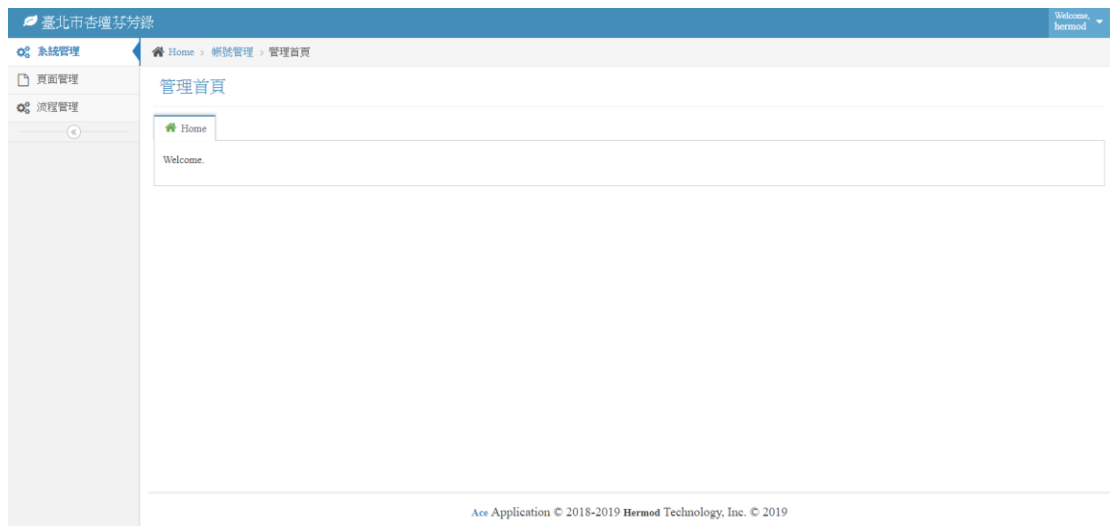 臺北市杏壇芬芳錄
Welcome,
hermod
系統管理
頁面管理
流程管理
Home > 帳號管理 > 管理首頁
管理首頁
Home
Welcome.
Ace Application © 2018-2019 Hermod Technology, Inc. © 2019